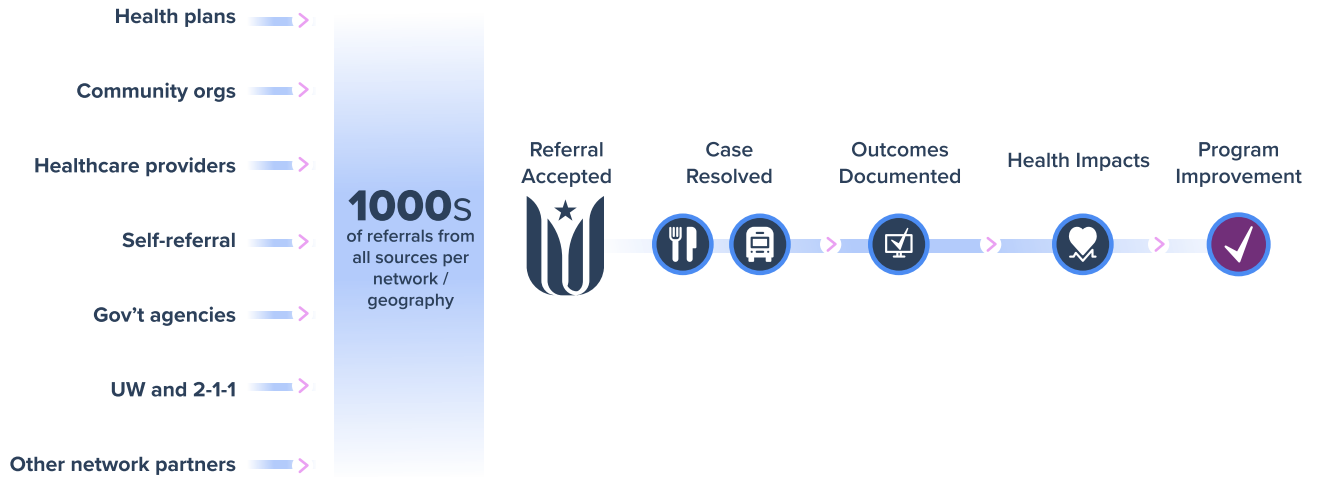 Health plans
Community orgs
Healthcare providers
Self-referral
Gov’t agencies
UW and 2-1-1
Other network partners
1000s
of referrals from
all sources per
network /
geography
Referral
Accepted
Case
Resolved
Outcomes
Documented
Health Impacts
Program
Improvement